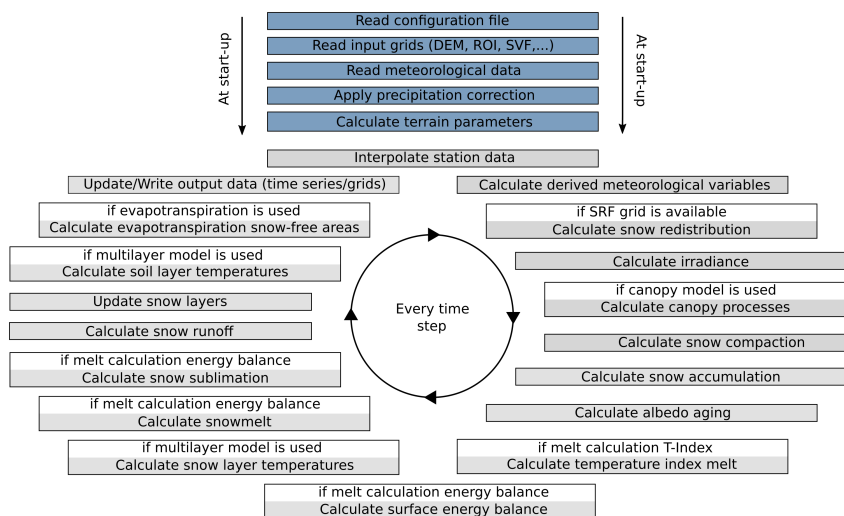 Read configuration file
Read input grids (DEM, ROI, SVF,...)
Read meteorological data
Apply precipitation correction
Calculate terrain parameters
At start-up
At start-up
Interpolate station data
Calculate derived meteorological variables
if SRF grid is available
Calculate snow redistribution
Calculate irradiance
if canopy model is used
Calculate canopy processes
Calculate snow compaction
Calculate snow accumulation
Calculate albedo aging
if melt calculation T-Index
Calculate temperature index melt
if melt calculation energy balance
Calculate surface energy balance
if multilayer model is used
Calculate snow layer temperatures
if melt calculation energy balance
Calculate snowmelt
if melt calculation energy balance
Calculate snow sublimation
Calculate snow runoff
Update snow layers
if multilayer model is used
Calculate soil layer temperatures
if evapotranspiration is used
Calculate evapotranspiration snow-free areas
Update/Write output data (time series/grids)
Every time
step